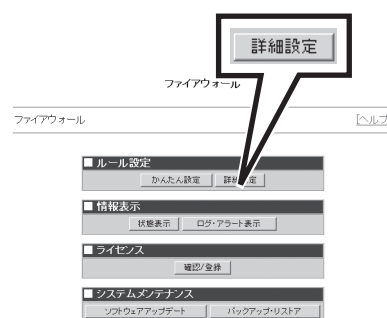 詳細設定
ファイアウォール
ファイアウォール [ヘルプ
■ ルール設定
かんたん設定 詳細設定
■ 情報表示
状態表示 ログ・アラート表示
■ ライセンス
確認/登録
■ システムメンテナンス
ソフトウェアアップデート バックアップ・リストア